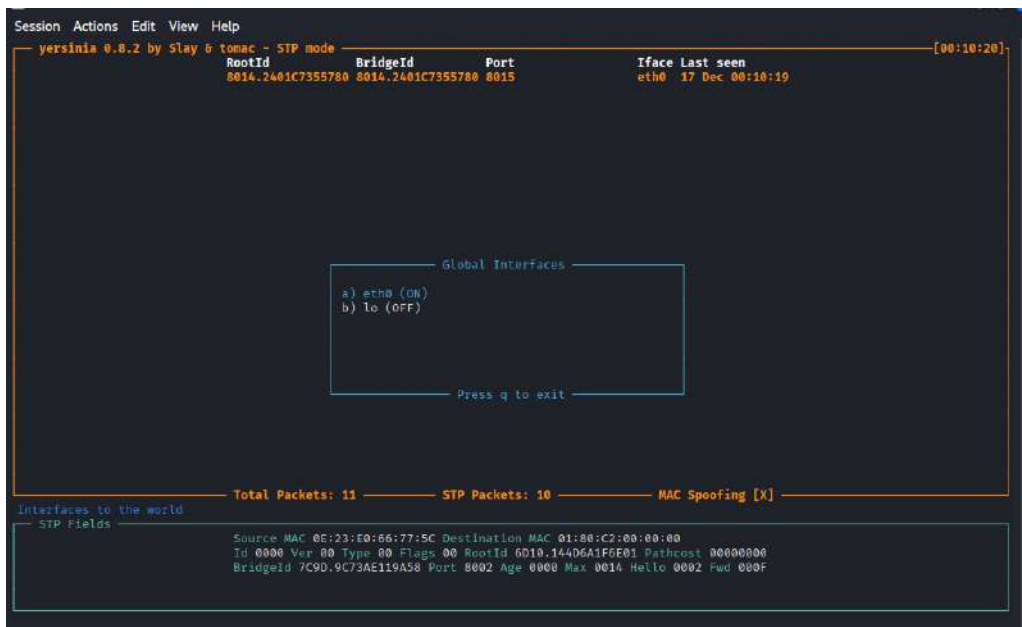 Session Actions Edit View Help
yersinia 0.8.2 by Slay & tomac - STP mode [00:10:20]
RootId BridgeId Port Iface Last seen
8014.2401C7355780 8014.2401C7355780 8015 eth0 17 Dec 00:10:19
Global Interfaces
a) eth0 (ON)
b) lo (OFF)
Press q to exit
Total Packets: 11 STP Packets: 10 MAC Spoofing [X]
Interfaces to the world
STP Fields
Source MAC 0E:23:E0:66:77:5C Destination MAC 01:80:C2:00:00:00
Id 0000 Ver 00 Type 00 Flags 00 RootId 6D10.144D6A1F6E01 Pathcost 00000000
BridgeId 7C9D.9C73AE119A58 Port 8002 Age 0000 Max 0014 Hello 0002 Fwd 000F